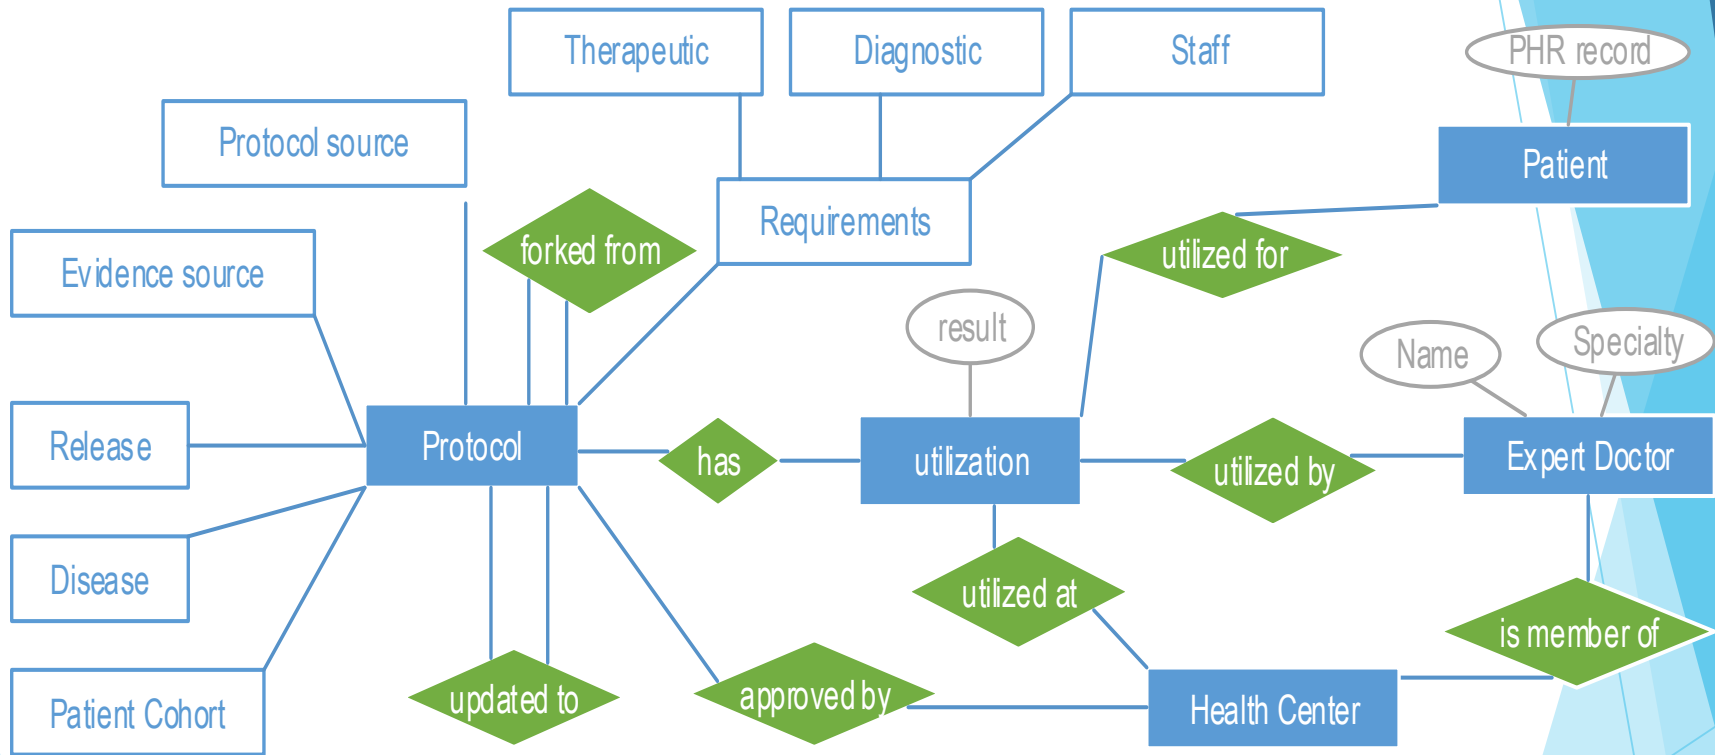 Therapeutic
Diagnostic
Staff
PHR record
Protocol source
Patient
Requirements
forked from
utilized for
Evidence source
result
Name
Specialty
Release
Protocol
has
utilization
utilized by
Expert Doctor
Disease
utilized at
is member of
Patient Cohort
updated to
approved by
Health Center